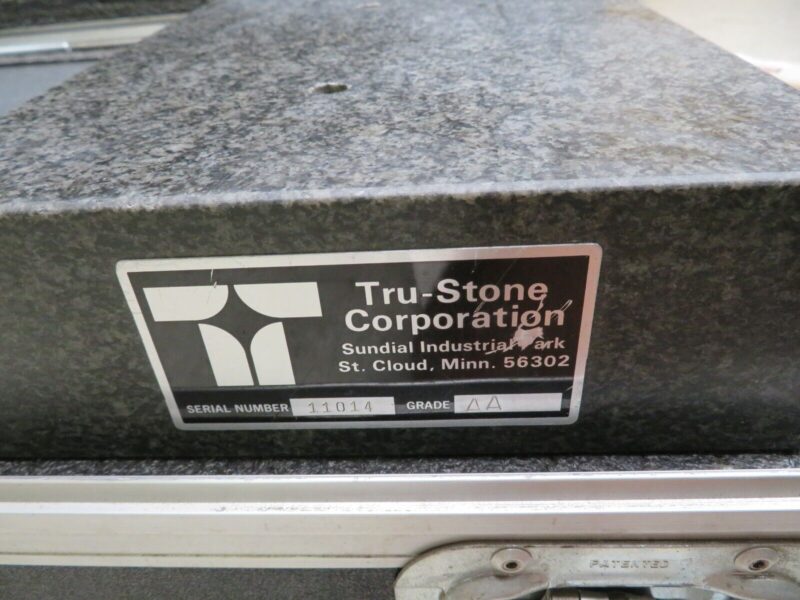 Tru-Stone
Corporation
Sundial Industrial Park
St. Cloud, Minn. 56302
SERIAL NUMBER 11014 GRADE AA
PATENTED